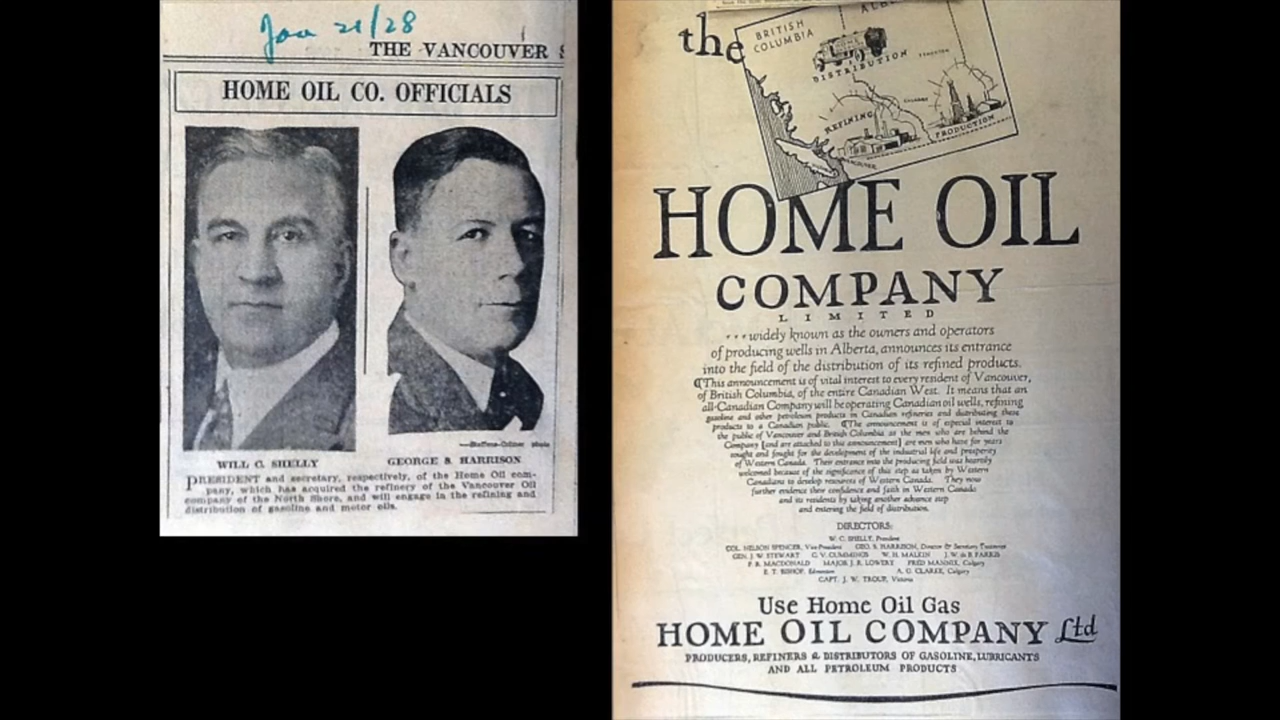 Jan 21/28
THE VANCOUVER S
HOME OIL CO. OFFICIALS
photo
WILL C. SHELLY
GEORGE S. HARRISON
PRESIDENT and secretary, respectively, of the Home Oil com-
pany, which has acquired the refinery of the Vancouver Oil
company of the North Shore, and will engage in the refining and
distribution of gasoline and motor oils.
the
BRITISH
COLUMBIA
ALB
DISTRIBUTION
REFINING
CALGARY
PRODUCTION
VANCOUVER
HOME OIL
COMPANY
LIMITED
...widely known as the owners and operators
of producing wells in Alberta, announces its entrance
into the field of the distribution of its refined products.
¶This announcement is of vital interest to every resident of Vancouver,
of British Columbia, of the entire Canadian West. It means that an
all-Canadian Company will be operating Canadian oil wells, refining
gasoline and other petroleum products in Canadian refineries and distributing these
products to a Canadian public. ¶The announcement is of especial interest to
the public of Vancouver and British Columbia as the men who are behind the
Company [and are attached to this announcement] are men who have for years
sought and fought for the development of the industrial life and prosperity
of Western Canada. Their entrance into the producing field was heartily
welcomed because of the significance of this step as taken by Western
Canadians to develop resources of Western Canada. They now
further evidence their confidence and faith in Western Canada
and its residents by taking another advance step
and entering the field of distribution.
DIRECTORS:
W. C. SHELLY, President
COL. NELSON SPENCER, Vice-President GEO. S. HARRISON, Director & Secretary Treasurer
GEN. J. W. STEWART G. V. CUMMINGS W. H. MALKIN J. W. de B. FARRIS
P. B. MACDONALD MAJOR J. R. LOWERY FRED MANNIX, Calgary
E. T. BISHOP, Edmonton A. G. CLARKE, Calgary
CAPT. J. W. TROUP, Victoria
Use Home Oil Gas
HOME OIL COMPANY Ltd
PRODUCERS, REFINERS & DISTRIBUTORS OF GASOLINE, LUBRICANTS
AND ALL PETROLEUM PRODUCTS